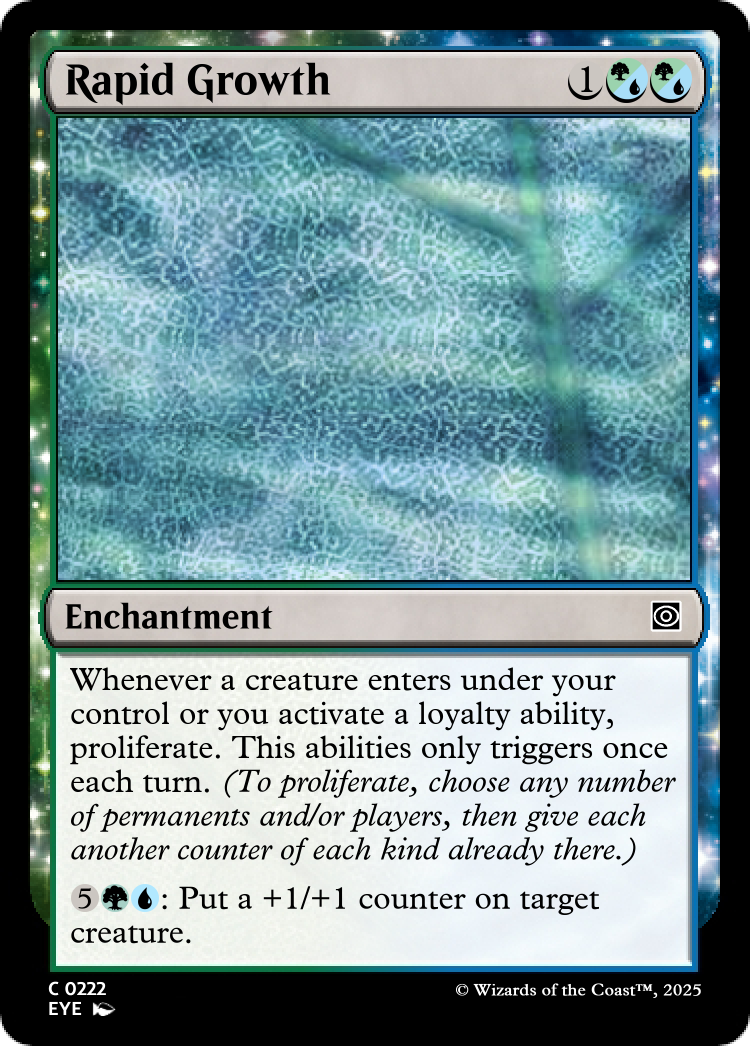 Rapid Growth 1
Enchantment
Whenever a creature enters under your
control or you activate a loyalty ability,
proliferate. This abilities only triggers once
each turn. (To proliferate, choose any number
of permanents and/or players, then give each
another counter of each kind already there.)
5: Put a +1/+1 counter on target
creature.
C 0222
EYE
© Wizards of the Coast™, 2025